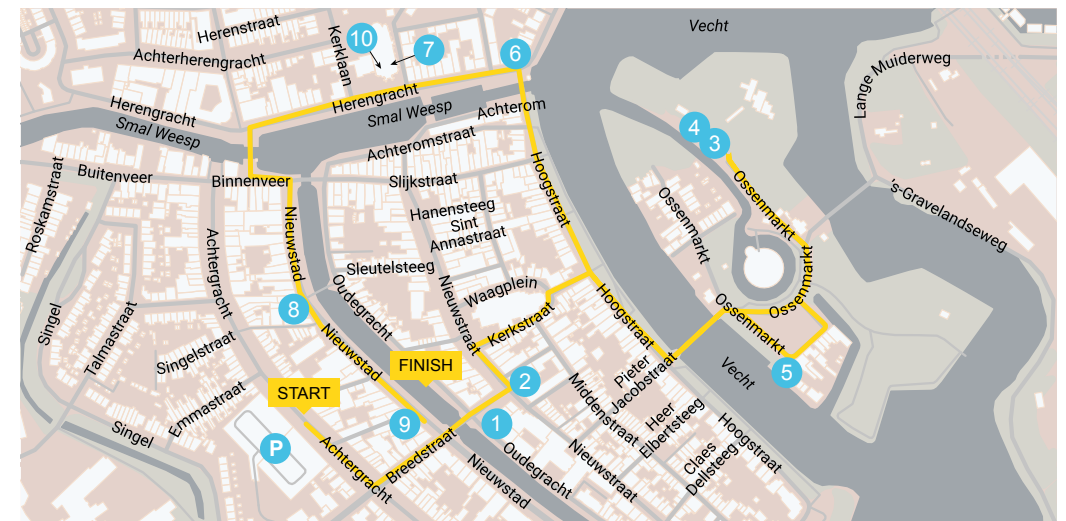 Herenstraat
Vecht
Achterherengracht
Kerklaan
10
7
6
Lange Muiderweg
Herengracht
Herengracht
Smal Weesp
Smal Weesp
Achterom
4
3
Achteromstraat
Hoogstraat
Ossenmarkt
's-Gravelandseweg
Roskamstraat
Buitenveer
Binnenveer
Slijkstraat
Ossenmarkt
Nieuwstad
Hanensteeg
Sint
Annastraat
Achtergracht
Sleutelsteeg
Nieuwstraat
Waagplein
Oudegracht
Hoogstraat
Ossenmarkt
Ossenmarkt
Singel
Talmastraat
Singelstraat
8
Nieuwstad
Kerkstraat
Vecht
5
FINISH
START
2
Pieter
Jacobstraat
Emmastraat
Middenstraat
Heer
Elbertsteeg
Hoogstraat
Singel
P
9
1
Achtergracht
Breedstraat
Oudegracht
Nieuwstraat
Claes
Dellsteeg
Nieuwstad